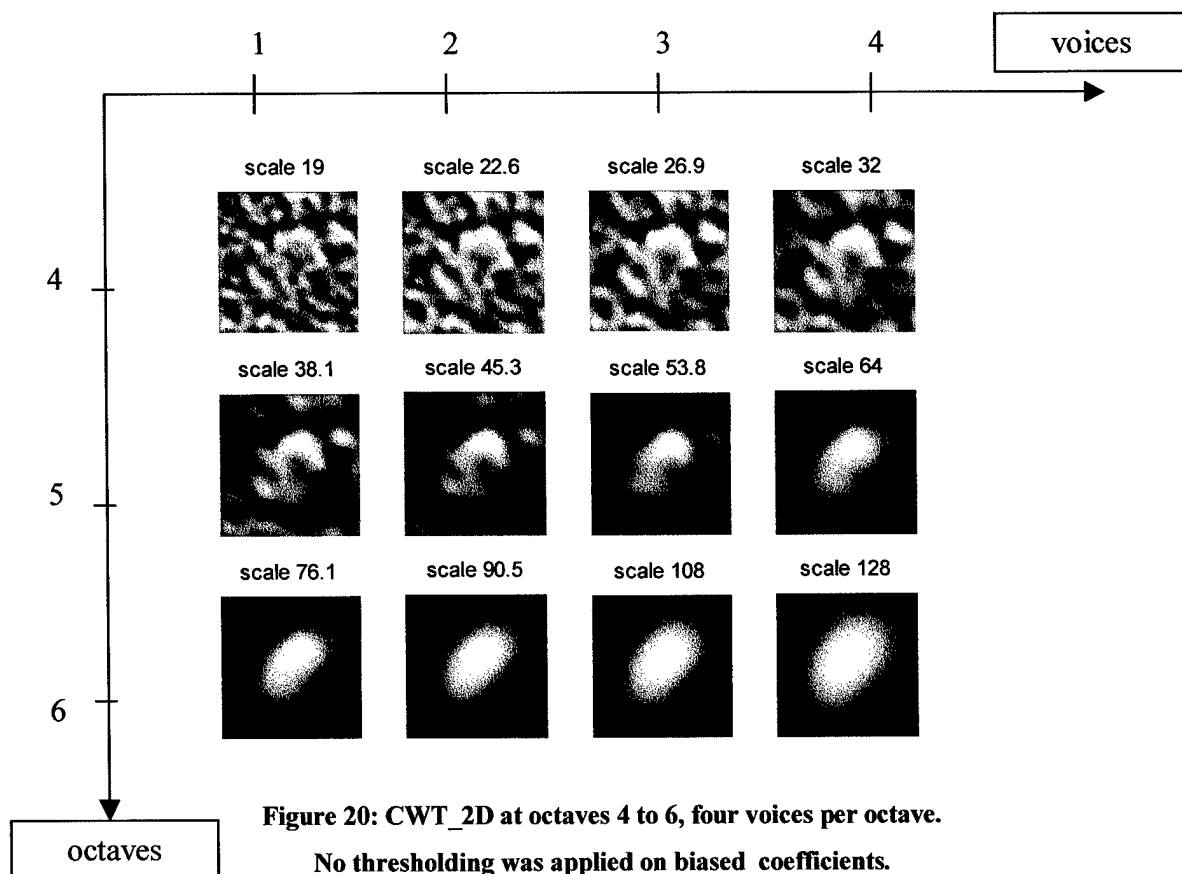 1 2 3 4 voices
scale 19 scale 22.6 scale 26.9 scale 32
4
scale 38.1 scale 45.3 scale 53.8 scale 64
5
scale 76.1 scale 90.5 scale 108 scale 128
6
octaves
Figure 20: CWT_2D at octaves 4 to 6, four voices per octave.
No thresholding was applied on biased coefficients.